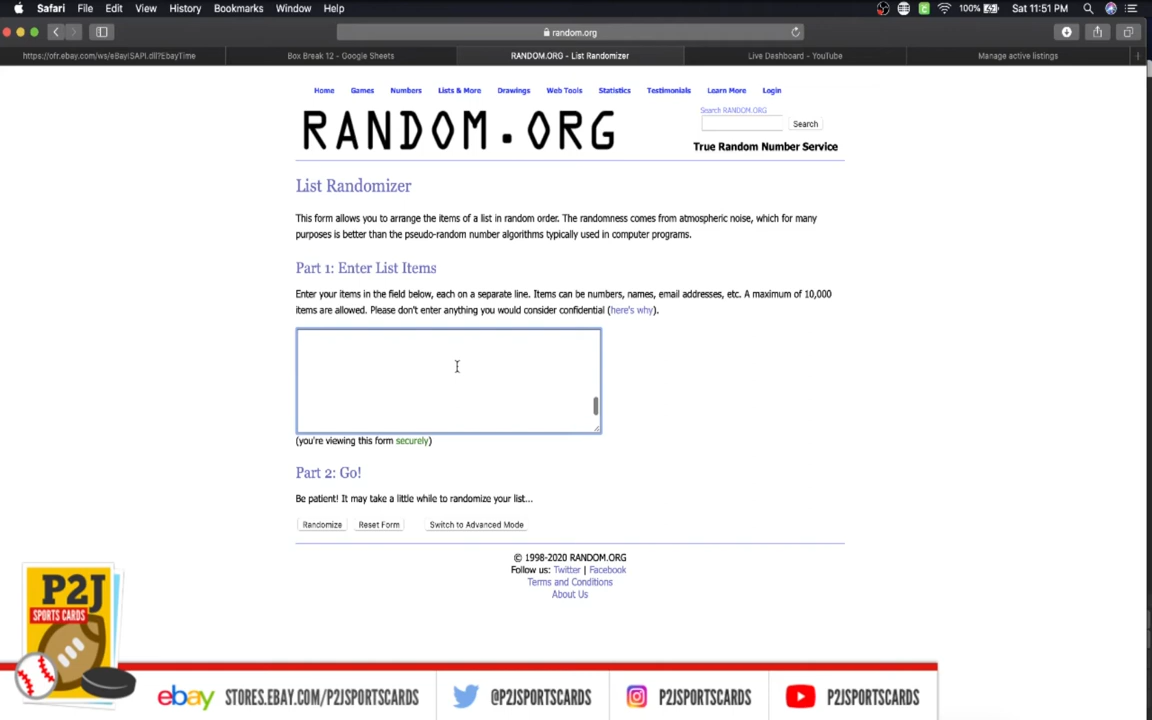 Safari File Edit View History Bookmarks Window Help 100% Sat 11:51 PM
random.org
https://ofr.ebay.com/ws/eBayISAPI.dll?EbayTime Box Break 12 - Google Sheets RANDOM.ORG - List Randomizer Live Dashboard - YouTube Manage active listings
Home Games Numbers Lists & More Drawings Web Tools Statistics Testimonials Learn More Login
RANDOM.ORG
Search RANDOM.ORG
Search
True Random Number Service
List Randomizer
This form allows you to arrange the items of a list in random order. The randomness comes from atmospheric noise, which for many
purposes is better than the pseudo-random number algorithms typically used in computer programs.
Part 1: Enter List Items
Enter your items in the field below, each on a separate line. Items can be numbers, names, email addresses, etc. A maximum of 10,000
items are allowed. Please don't enter anything you would consider confidential (here's why).
(you're viewing this form securely)
Part 2: Go!
Be patient! It may take a little while to randomize your list...
Randomize Reset Form Switch to Advanced Mode
© 1998-2020 RANDOM.ORG
Follow us: Twitter | Facebook
Terms and Conditions
About Us
P2J
SPORTS CARDS
ebay STORES.EBAY.COM/P2JSPORTSCARDS @P2JSPORTSCARDS P2JSPORTSCARDS P2JSPORTSCARDS